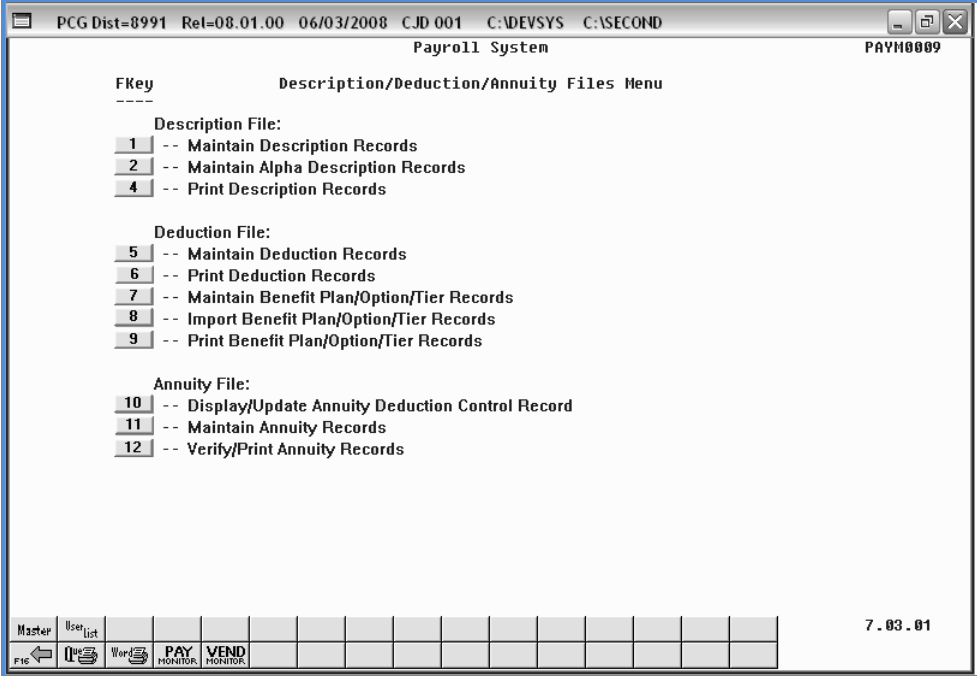 PCG Dist=8991 Rel=08.01.00 06/03/2008 CJD 001 C:\DEVSYS C:\SECOND
Payroll System PAYM0009
FKey Description/Deduction/Annuity Files Menu
----
Description File:
1 -- Maintain Description Records
2 -- Maintain Alpha Description Records
4 -- Print Description Records
Deduction File:
5 -- Maintain Deduction Records
6 -- Print Deduction Records
7 -- Maintain Benefit Plan/Option/Tier Records
8 -- Import Benefit Plan/Option/Tier Records
9 -- Print Benefit Plan/Option/Tier Records
Annuity File:
10 -- Display/Update Annuity Deduction Control Record
11 -- Maintain Annuity Records
12 -- Verify/Print Annuity Records
Master User List 7.03.01
F16 Que Word PAY MONITOR VEND MONITOR